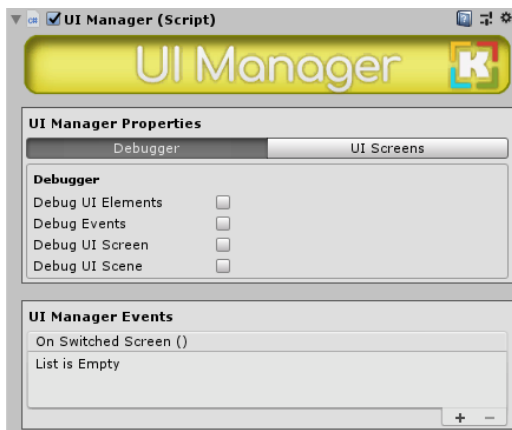 UI Manager (Script)
UI Manager K
UI Manager Properties
Debugger UI Screens
Debugger
Debug UI Elements
Debug Events
Debug UI Screen
Debug UI Scene
UI Manager Events
On Switched Screen ()
List is Empty
+ −